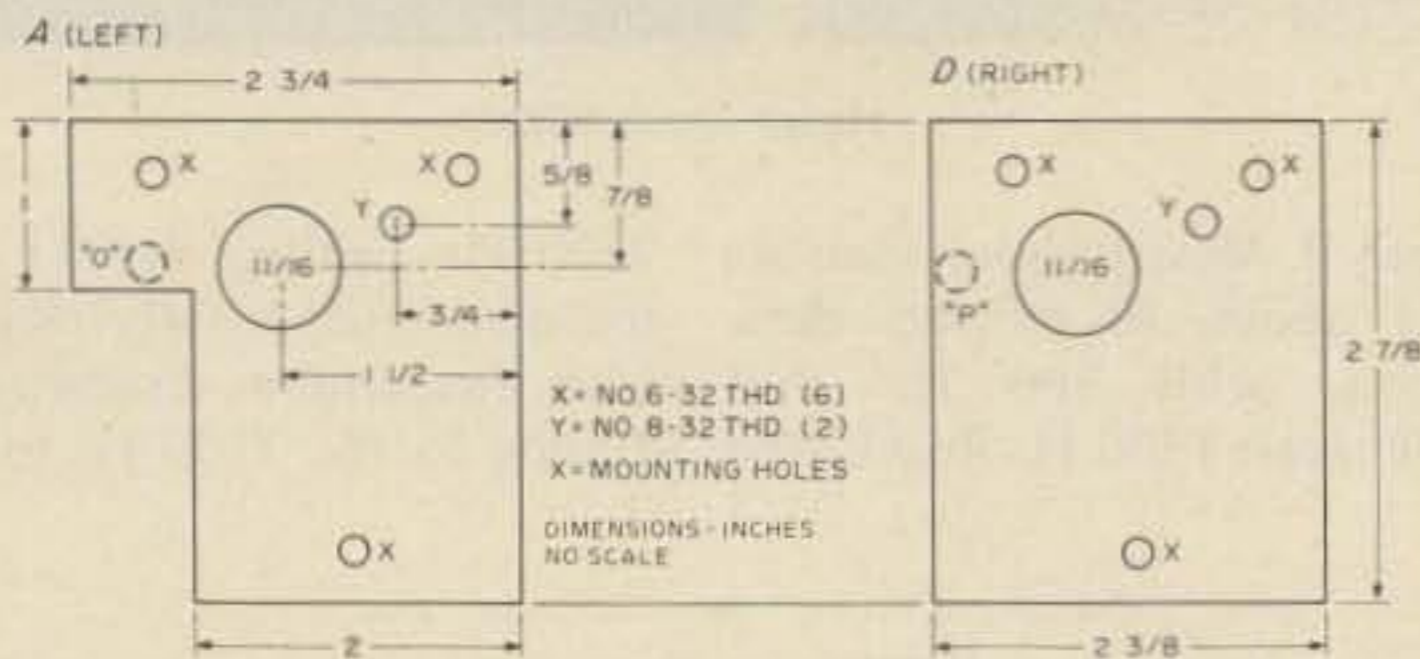 A (LEFT)
2 3/4
D (RIGHT)
X
X
5/8
7/8
X
X
1
Y
Y
"O"
11/16
11/16
"P"
3/4
1 1/2
2 7/8
X = NO 6-32 THD. (6)
Y = NO 8-32 THD. (2)
X = MOUNTING HOLES
DIMENSIONS - INCHES
NO SCALE
X
X
2
2 3/8